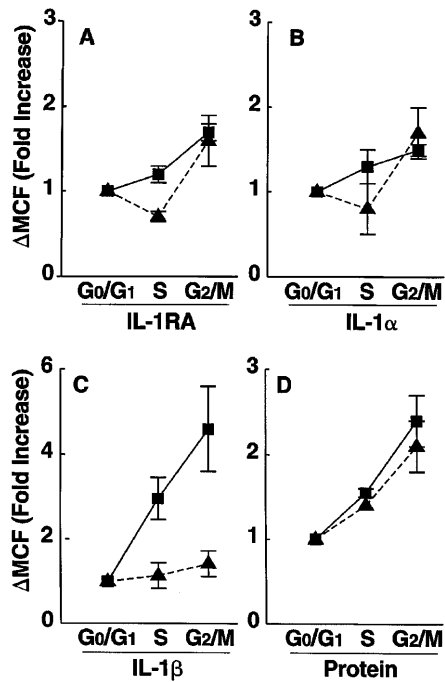 A
ΔMCF (Fold Increase)
3
2
1
0
G0/G1 S G2/M
IL-1RA
B
3
2
1
0
G0/G1 S G2/M
IL-1α
C
ΔMCF (Fold Increase)
6
4
2
0
G0/G1 S G2/M
IL-1β
D
3
2
1
0
G0/G1 S G2/M
Protein